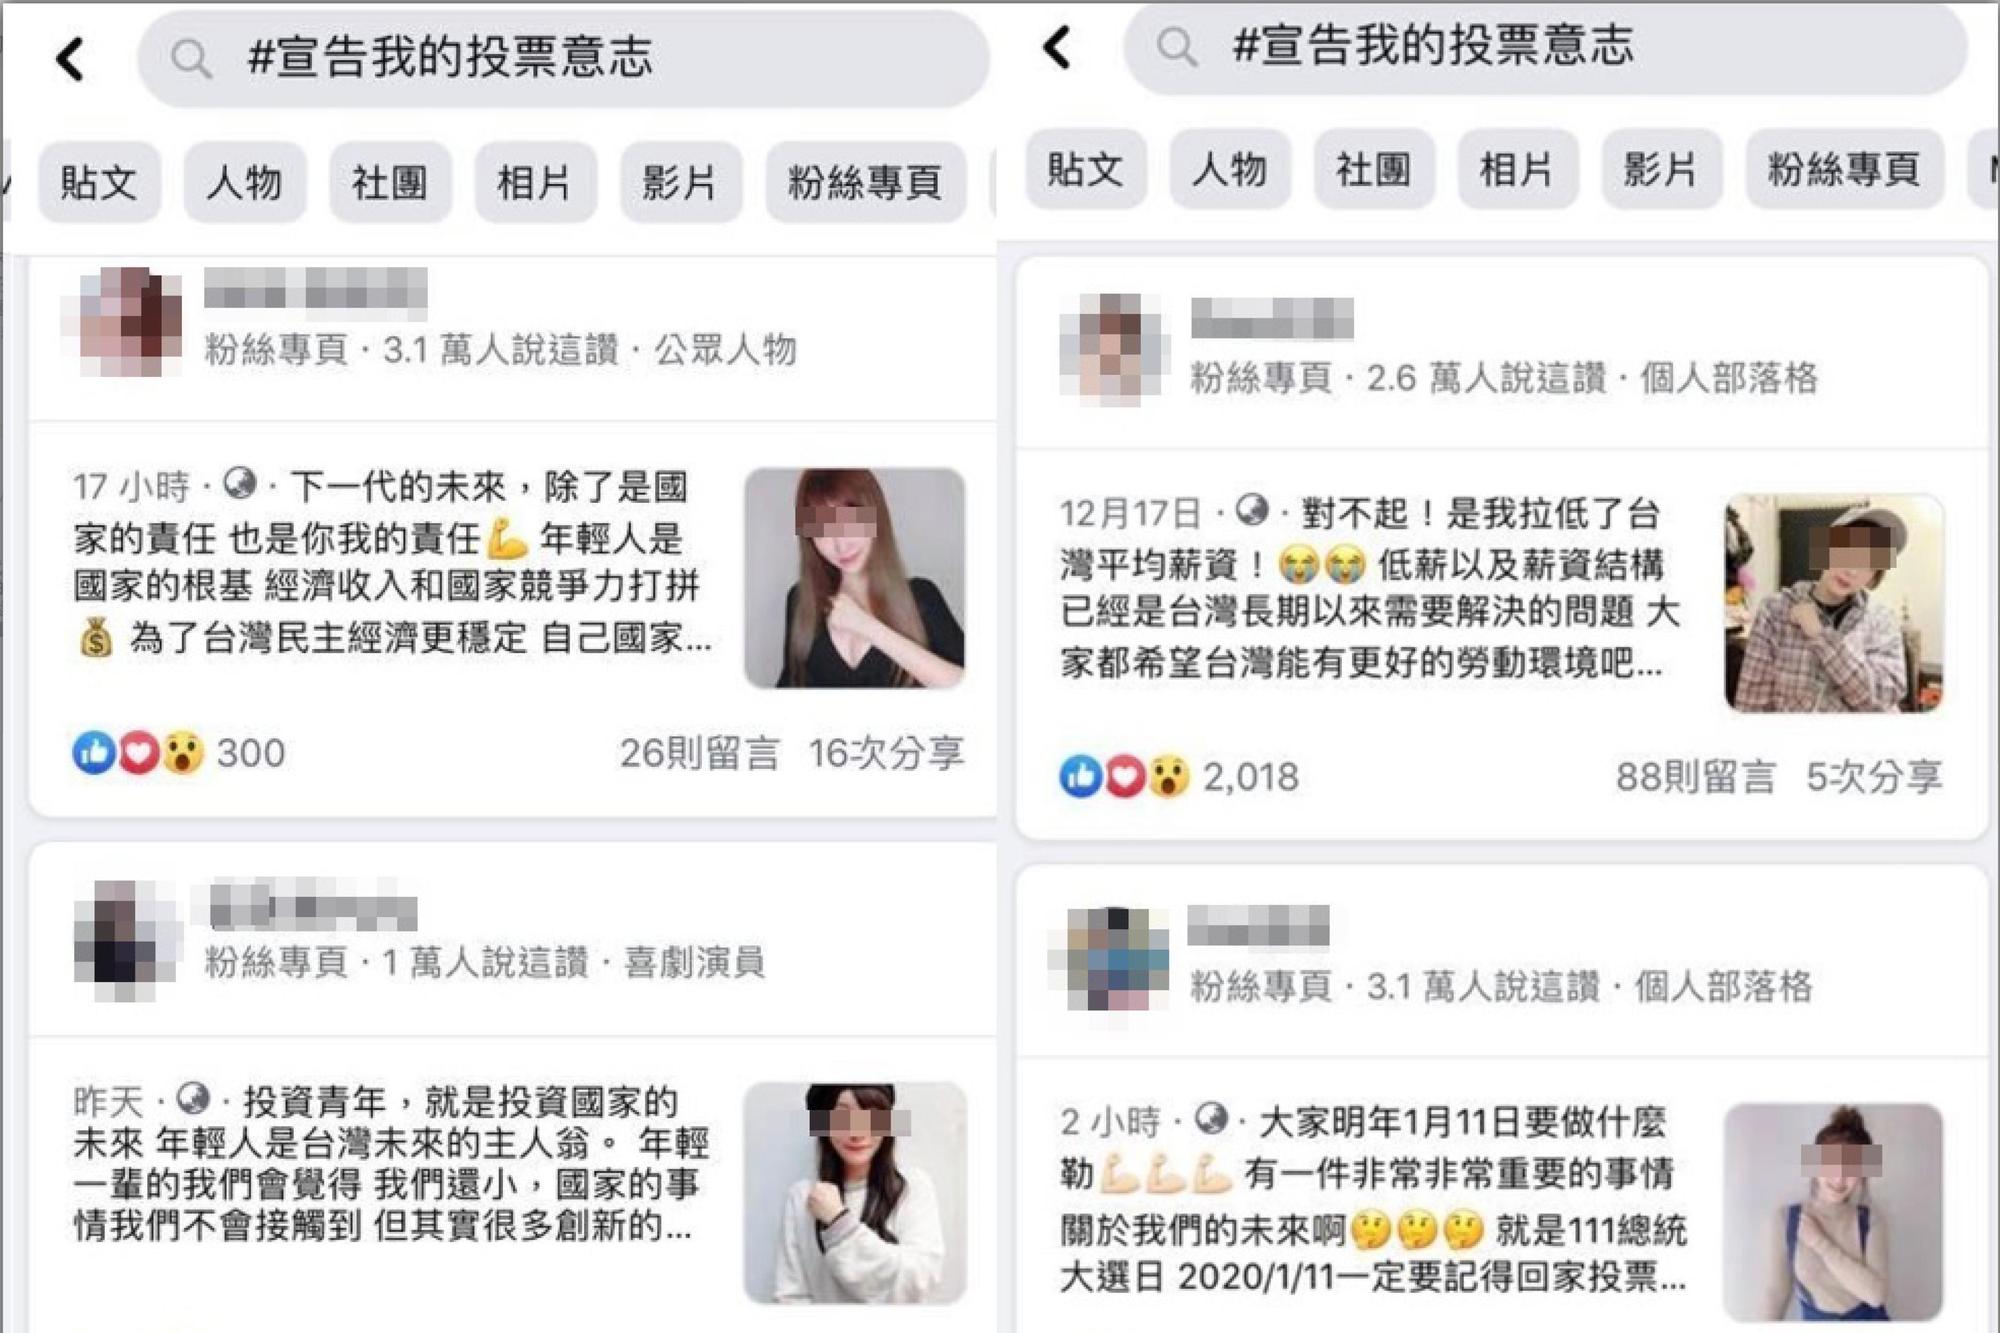 #宣告我的投票意志
貼文 人物 社團 相片 影片 粉絲專頁
粉絲專頁 · 3.1 萬人說這讚 · 公眾人物
17 小時 · · 下一代的未來，除了是國
家的責任 也是你我的責任💪 年輕人是
國家的根基 經濟收入和國家競爭力打拼
💰 為了台灣民主經濟更穩定 自己國家...
300 26則留言 16次分享
粉絲專頁 · 1 萬人說這讚 · 喜劇演員
昨天 · · 投資青年，就是投資國家的
未來 年輕人是台灣未來的主人翁。 年輕
一輩的我們會覺得 我們還小，國家的事
情我們不會接觸到 但其實很多創新的...
#宣告我的投票意志
貼文 人物 社團 相片 影片 粉絲專頁
粉絲專頁 · 2.6 萬人說這讚 · 個人部落格
12月17日 · · 對不起！是我拉低了台
灣平均薪資！😭😭 低薪以及薪資結構
已經是台灣長期以來需要解決的問題 大
家都希望台灣能有更好的勞動環境吧...
2,018 88則留言 5次分享
粉絲專頁 · 3.1 萬人說這讚 · 個人部落格
2 小時 · · 大家明年1月11日要做什麼
勒💪🏻💪🏻💪🏻 有一件非常非常重要的事情
關於我們的未來啊🤔🤔🤔 就是111總統
大選日 2020/1/11一定要記得回家投票...